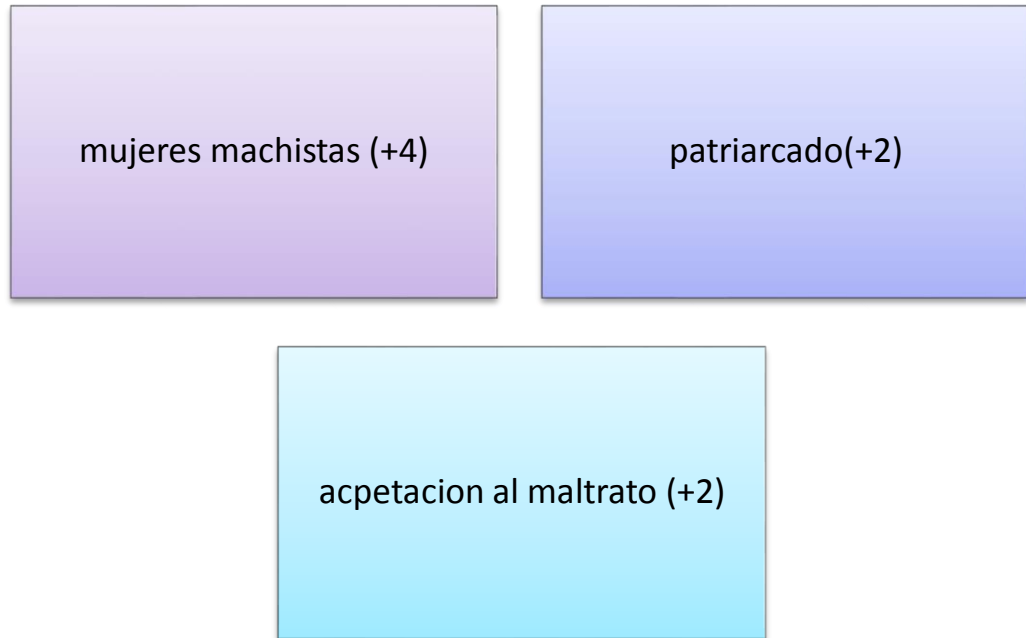 mujeres machistas (+4)
patriarcado(+2)
acpetacion al maltrato (+2)